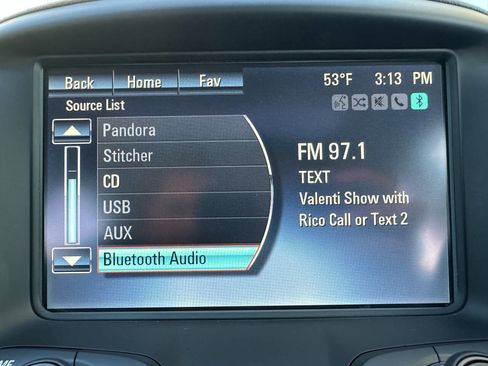 Back Home Fav 53°F 3:13 PM
Source List
Pandora
Stitcher
CD
USB
AUX
Bluetooth Audio
FM 97.1
TEXT
Valenti Show with
Rico Call or Text 2